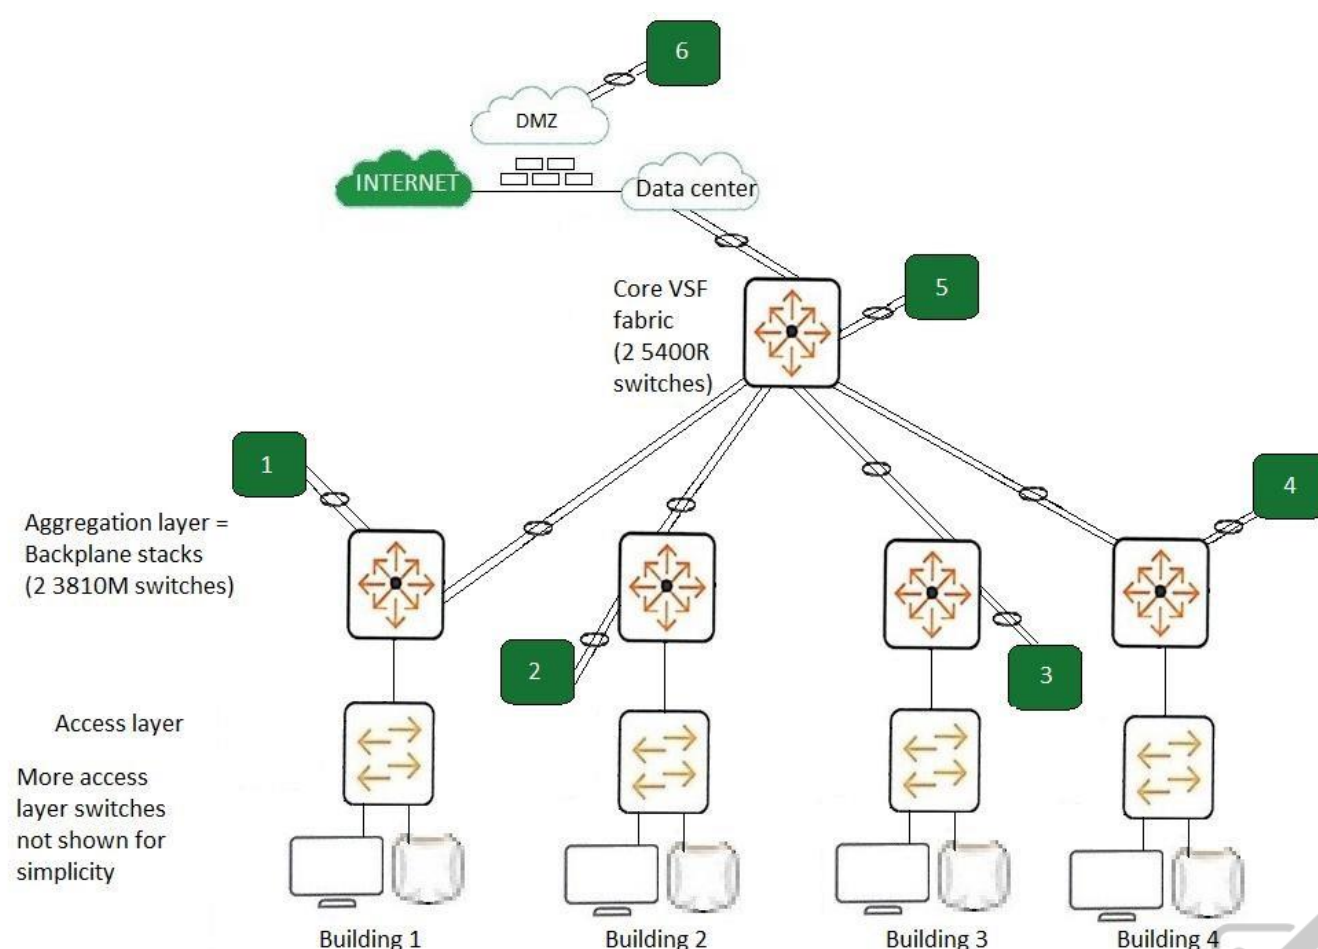 6
DMZ
INTERNET
Data center
Core VSF
fabric
(2 5400R
switches)
5
1
4
Aggregation layer =
Backplane stacks
(2 3810M switches)
2
3
Access layer
More access
layer switches
not shown for
simplicity
Building 1
Building 2
Building 3
Building 4